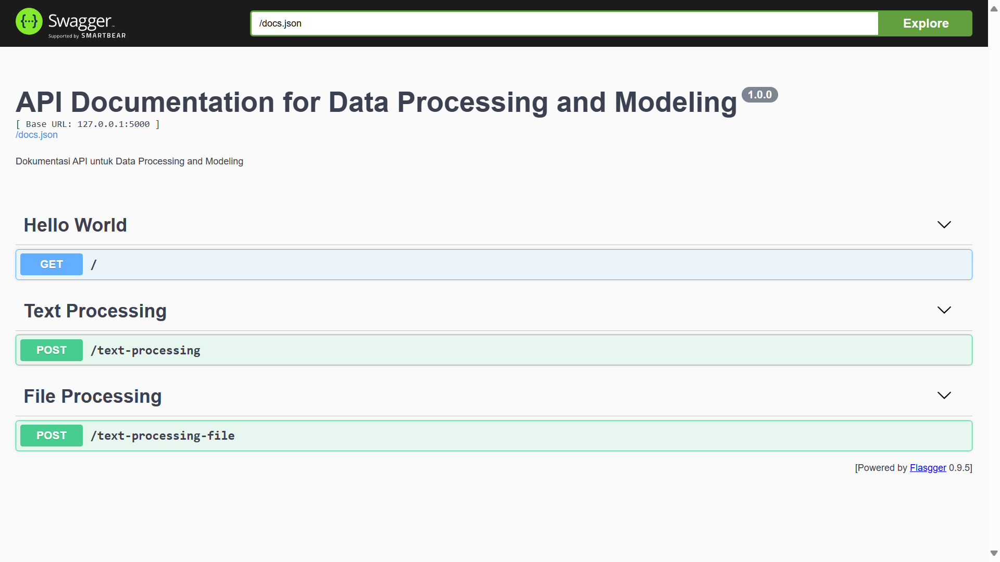 {···} Swagger™
Supported by SMARTBEAR
/docs.json
Explore
API Documentation for Data Processing and Modeling 1.0.0
[ Base URL: 127.0.0.1:5000 ]
/docs.json
Dokumentasi API untuk Data Processing and Modeling
Hello World
GET /
Text Processing
POST /text-processing
File Processing
POST /text-processing-file
[Powered by Flasgger 0.9.5]